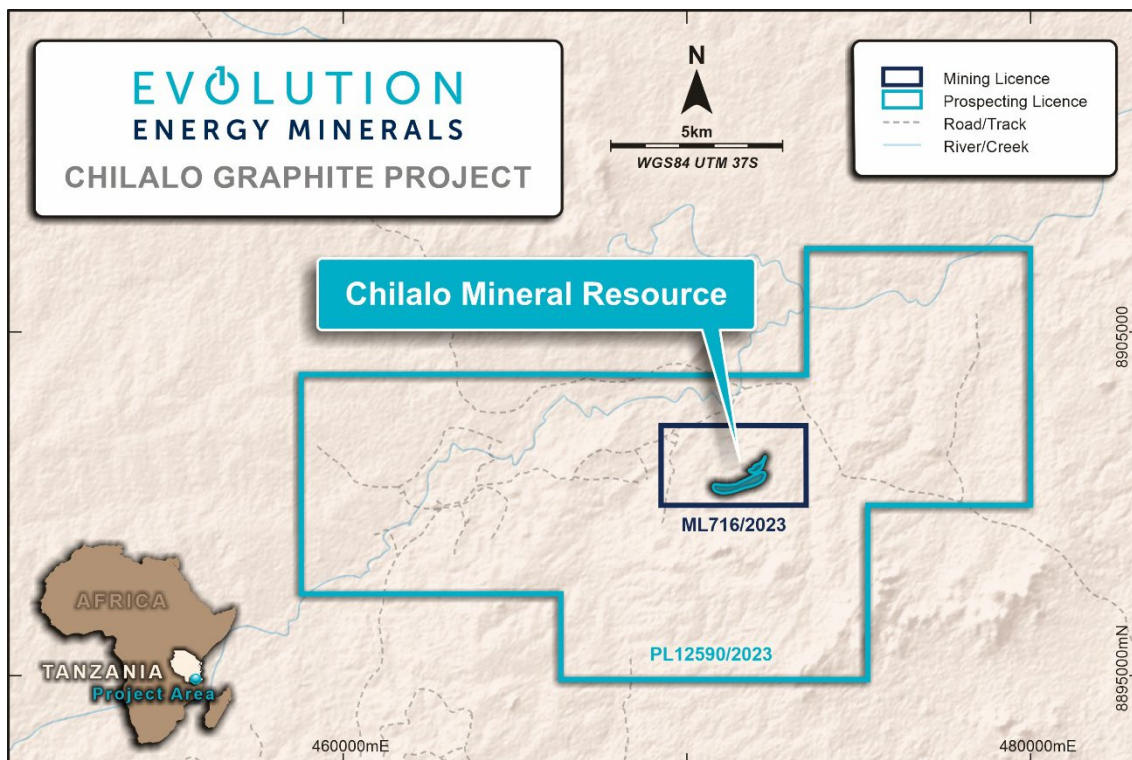 EVOLUTION
ENERGY MINERALS
CHILALO GRAPHITE PROJECT
N
5km
WGS84 UTM 37S
Mining Licence
Prospecting Licence
Road/Track
River/Creek
Chilalo Mineral Resource
8905000
ML716/2023
PL12590/2023
AFRICA
TANZANIA
Project Area
8895000mN
460000mE
480000mE